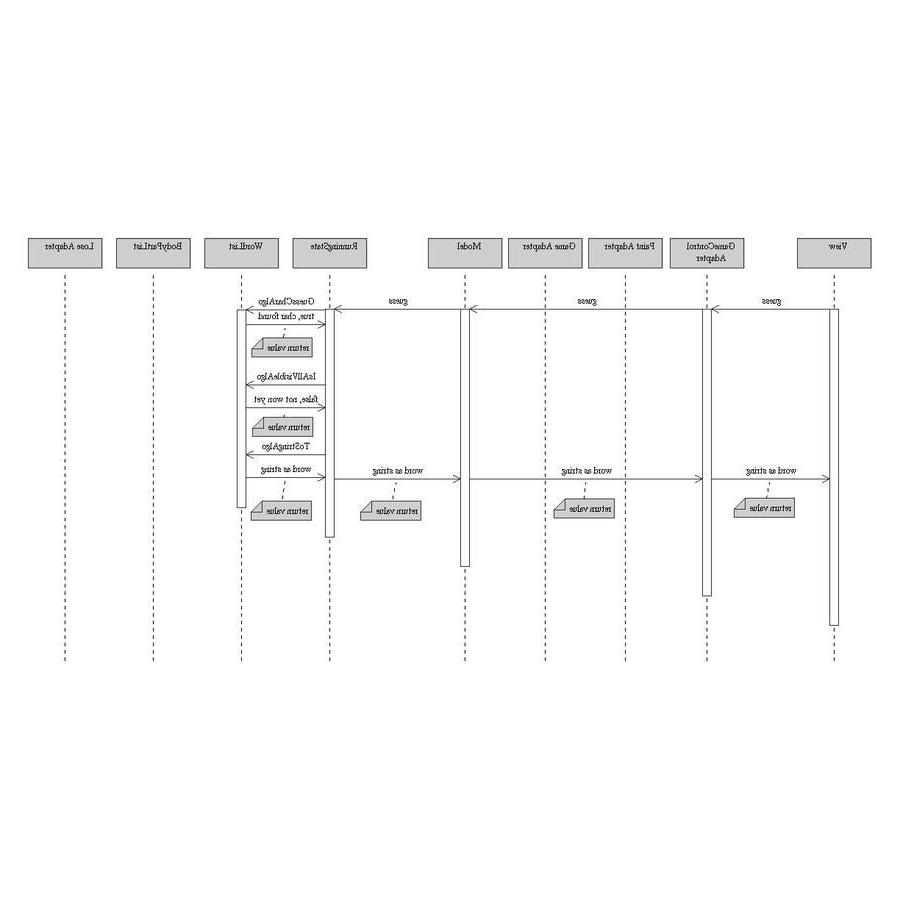 View
GameControl
Adapter
Paint Adapter
Game Adapter
Model
RunningState
WordList
BodyPartList
Lose Adapter
guess
guess
guess
GuessCharAlgo
true, char found
return value
IsAllVisibleAlgo
false, not won yet
return value
ToStringAlgo
word as string
word as string
word as string
word as string
return value
return value
return value
return value